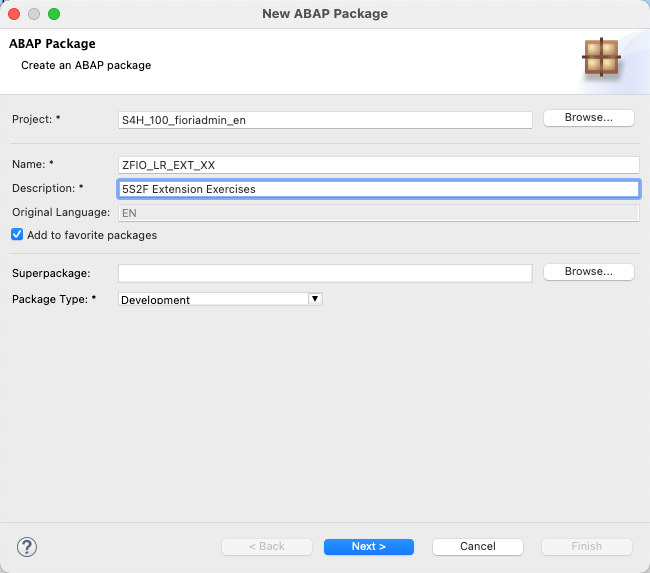 New ABAP Package
ABAP Package
Create an ABAP package
Project: *
S4H_100_fioriadmin_en
Browse...
Name: *
ZFIO_LR_EXT_XX
Description: *
5S2F Extension Exercises
Original Language:
EN
Add to favorite packages
Superpackage:
Browse...
Package Type: *
Development
?
< Back
Next >
Cancel
Finish